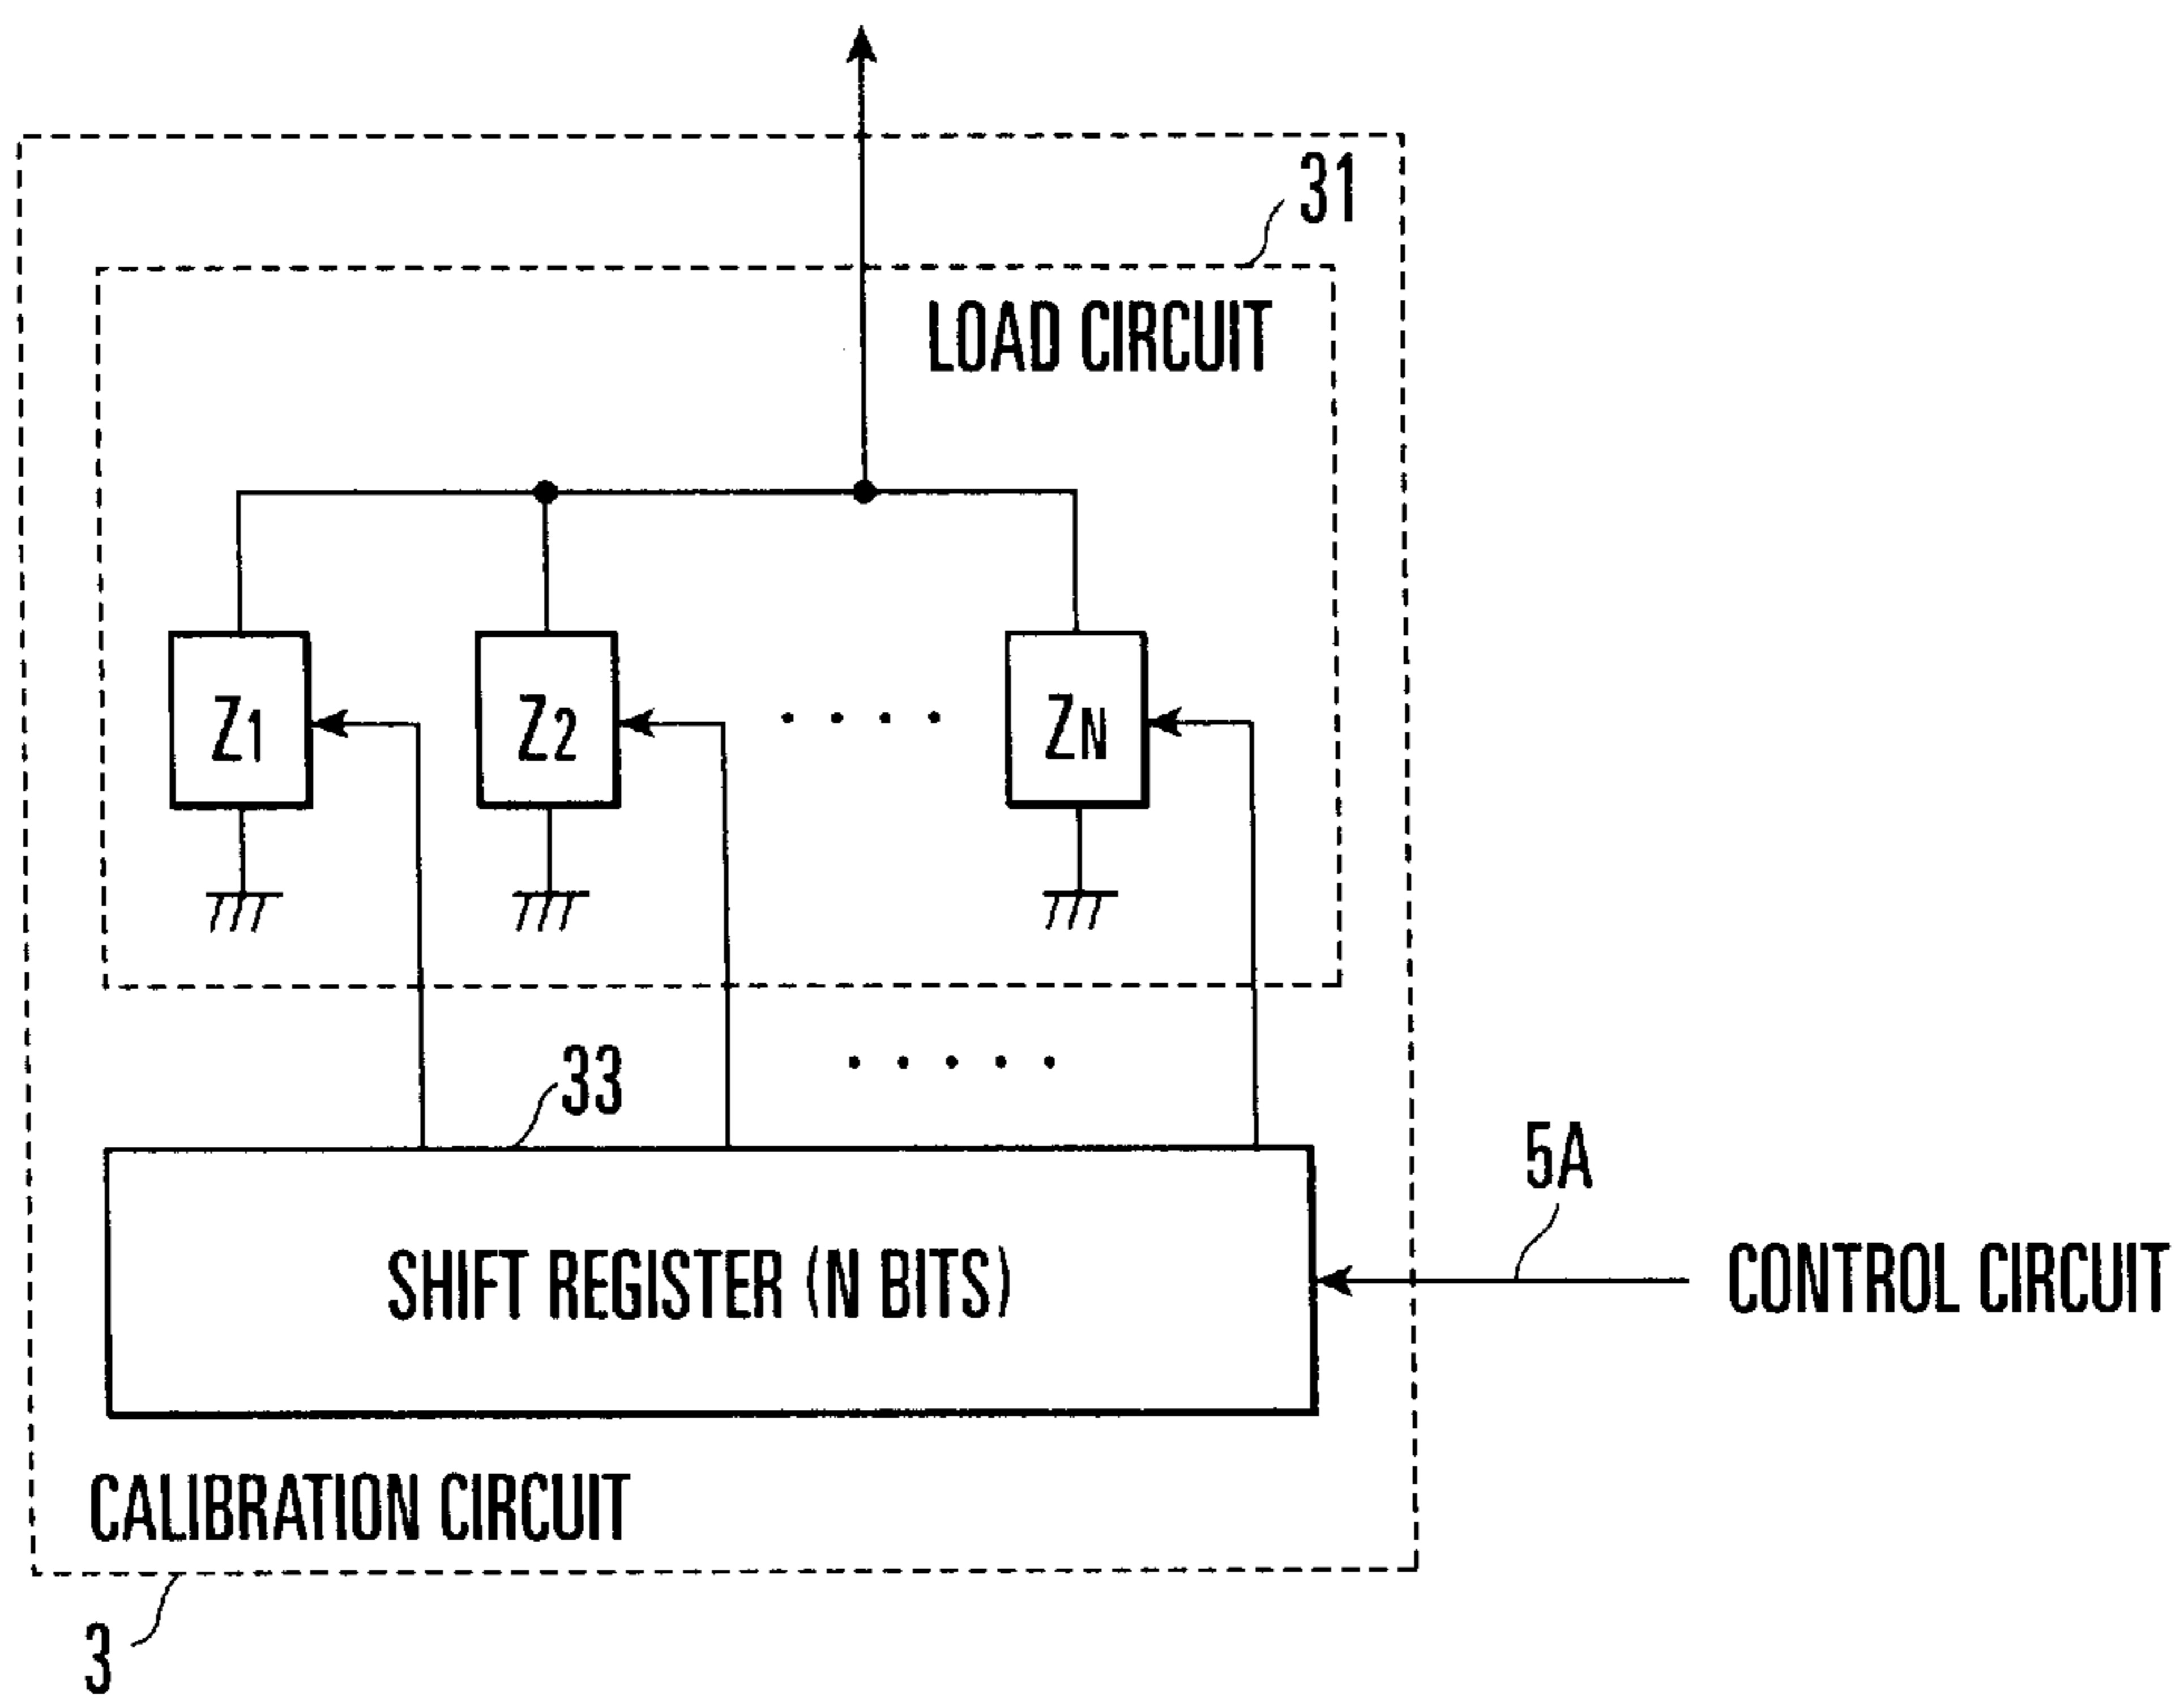 31
LOAD CIRCUIT
Z1
Z2
ZN
33
5A
SHIFT REGISTER (N BITS)
CONTROL CIRCUIT
CALIBRATION CIRCUIT
3